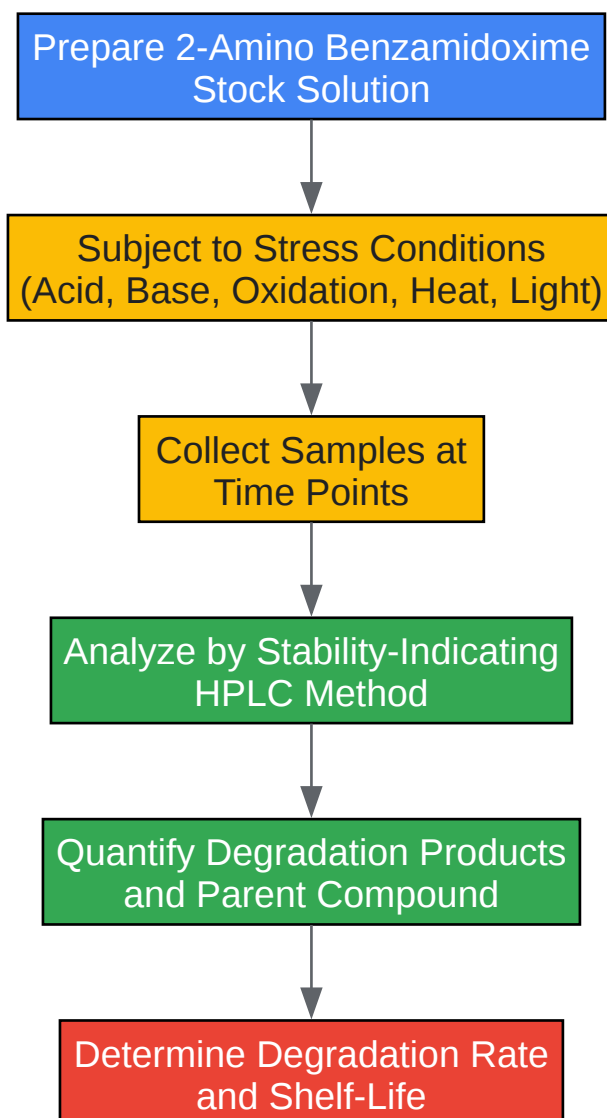 Prepare 2-Amino Benzamidoxime
Stock Solution
Subject to Stress Conditions
(Acid, Base, Oxidation, Heat, Light)
Collect Samples at
Time Points
Analyze by Stability-Indicating
HPLC Method
Quantify Degradation Products
and Parent Compound
Determine Degradation Rate
and Shelf-Life